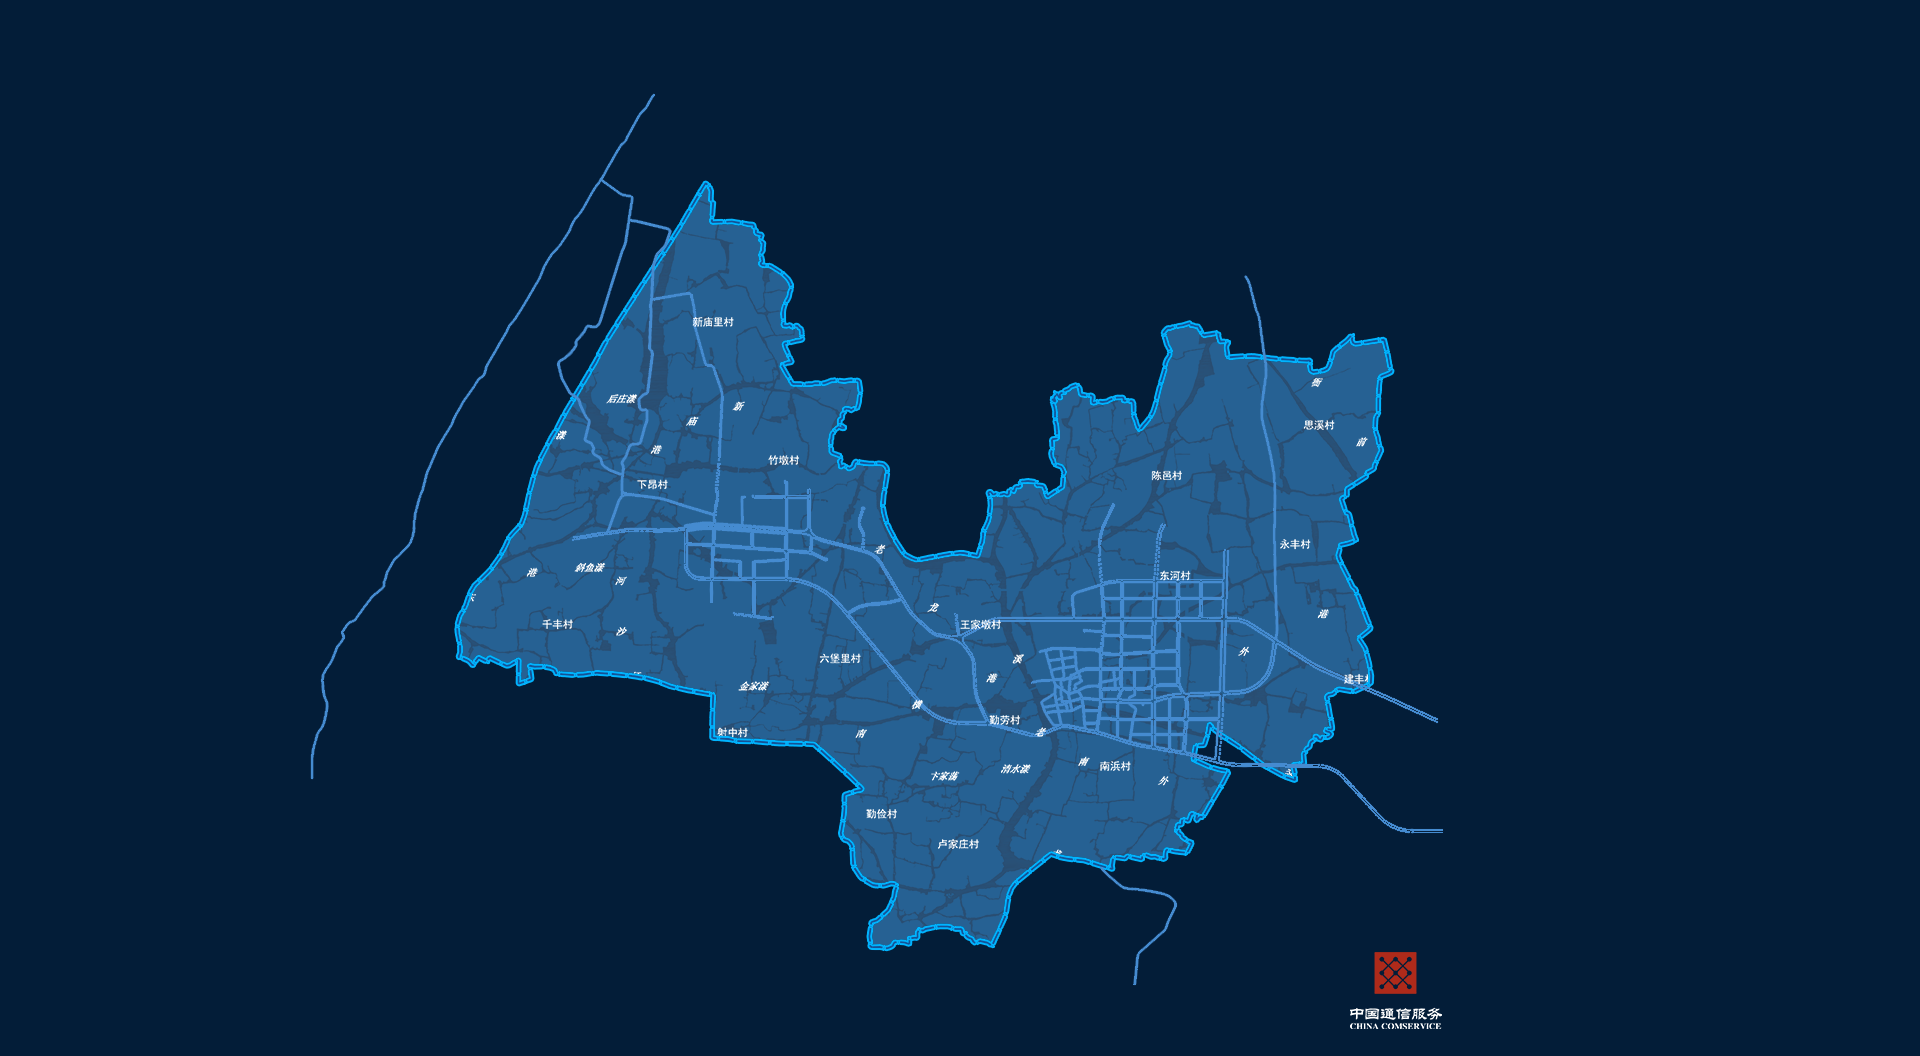 新庙里村
衙
后庄漾
新
庙
思溪村
漾
前
港
竹墩村
陈邑村
下昂村
永丰村
老
斜鱼漾
港
东河村
河
龙
港
千丰村
王家墩村
沙
外
六堡里村
溪
港
建丰村
金家漾
横
勤劳村
射中村
南
老
南
南浜村
清水漾
卞家荡
外
勤俭村
卢家庄村
中国通信服务
CHINA COMSERVICE